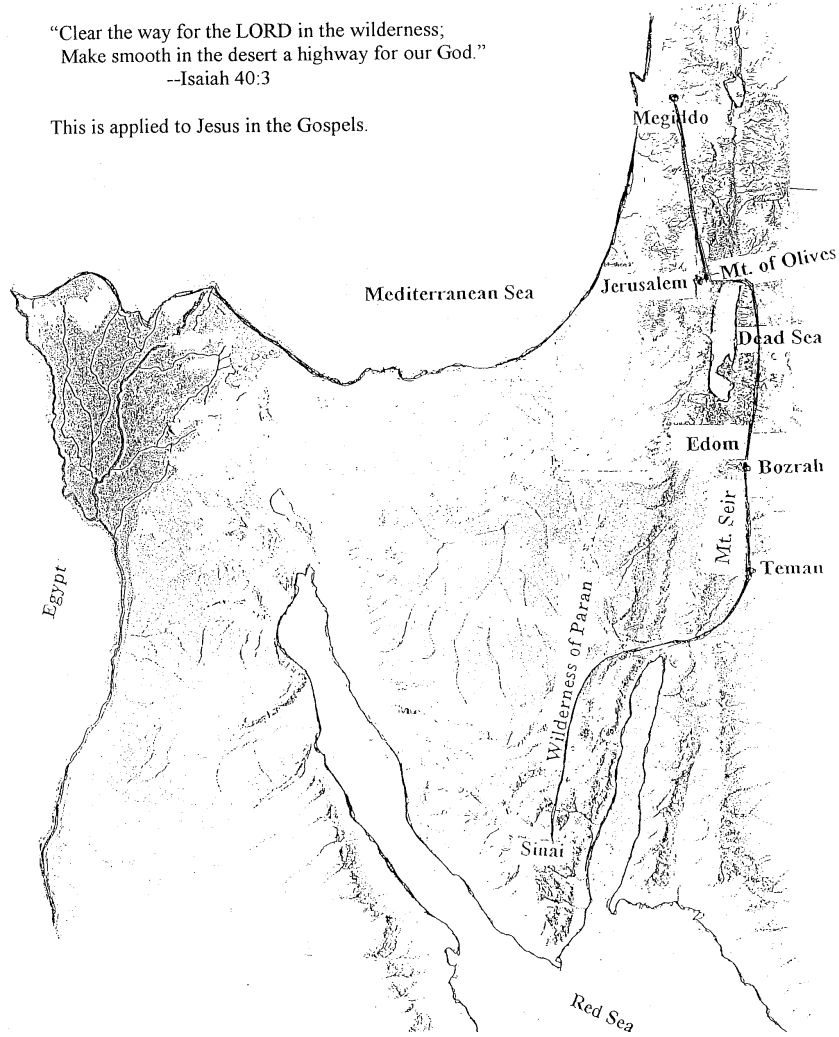 “Clear the way for the LORD in the wilderness;
Make smooth in the desert a highway for our God.”
--Isaiah 40:3
This is applied to Jesus in the Gospels.
Megiddo
Mt. of Olives
Jerusalem
Mediterranean Sea
Dead Sea
Edom
Bozrah
Mt. Seir
Teman
Egypt
Wilderness of Paran
Sinai
Red Sea